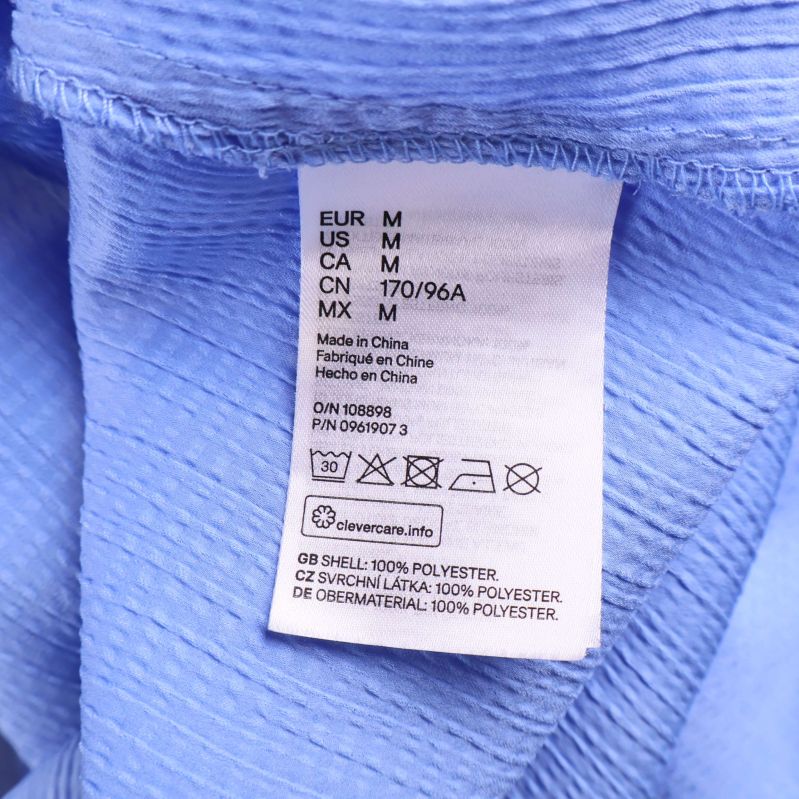 EUR M
US M
CA M
CN 170/96A
MX M
Made in China
Fabriqué en Chine
Hecho en China
O/N 108898
P/N 0961907 3
30
clevercare.info
GB SHELL: 100% POLYESTER.
CZ SVRCHNÍ LÁTKA: 100% POLYESTER.
DE OBERMATERIAL: 100% POLYESTER.